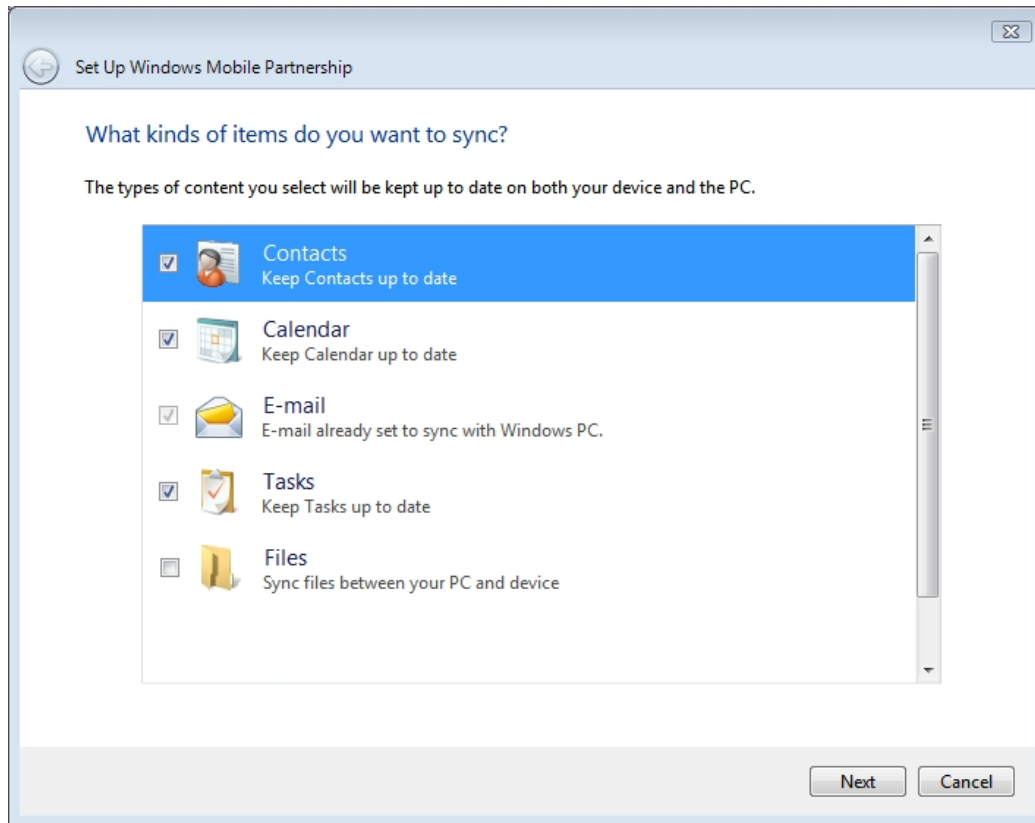 Set Up Windows Mobile Partnership
What kinds of items do you want to sync?
The types of content you select will be kept up to date on both your device and the PC.
Contacts
Keep Contacts up to date
Calendar
Keep Calendar up to date
E-mail
E-mail already set to sync with Windows PC.
Tasks
Keep Tasks up to date
Files
Sync files between your PC and device
Next Cancel